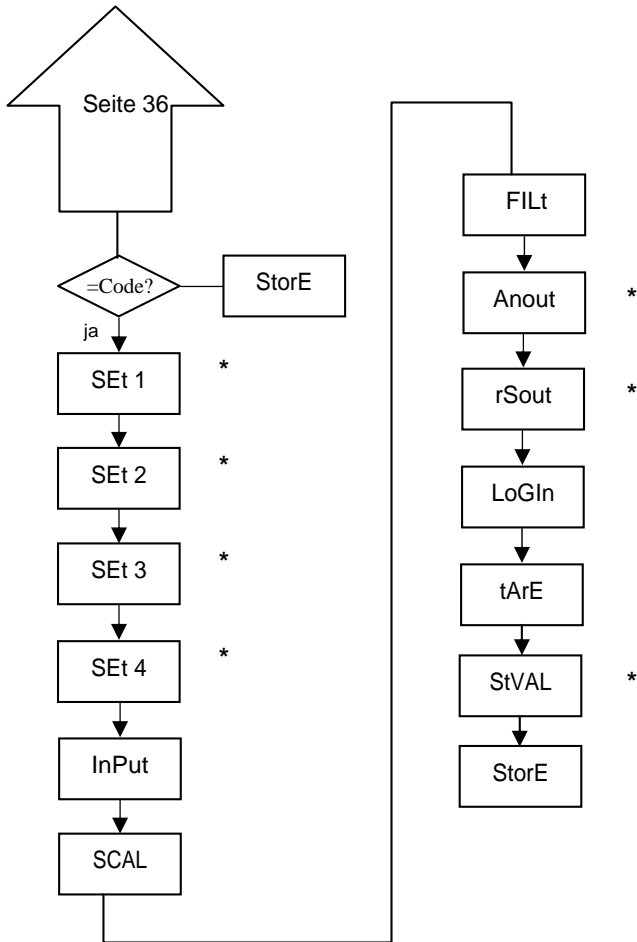 Seite 36
=Code?
StorE
ja
SEt 1 *
SEt 2 *
SEt 3 *
SEt 4 *
InPut
SCAL
FILt
Anout *
rSout *
LoGIn
tArE
StVAL *
StorE